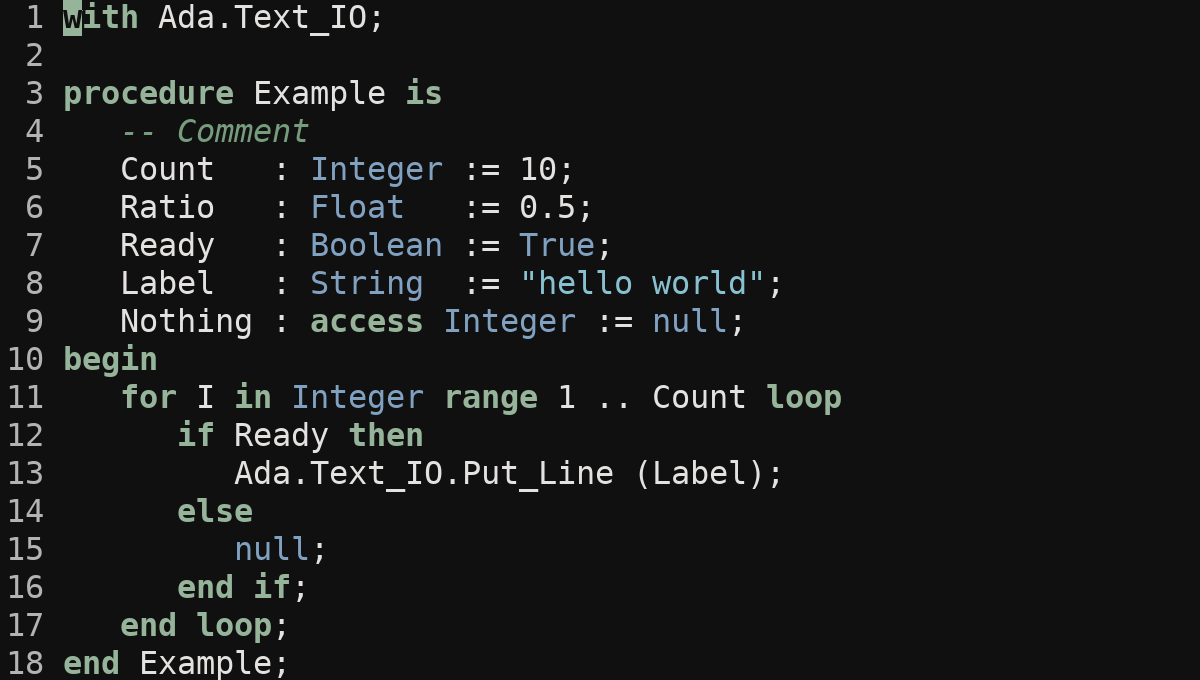 1 with Ada.Text_IO;
2
3 procedure Example is
4    -- Comment
5    Count   : Integer := 10;
6    Ratio   : Float   := 0.5;
7    Ready   : Boolean := True;
8    Label   : String  := "hello world";
9    Nothing : access Integer := null;
10 begin
11    for I in Integer range 1 .. Count loop
12       if Ready then
13          Ada.Text_IO.Put_Line (Label);
14       else
15          null;
16       end if;
17    end loop;
18 end Example;